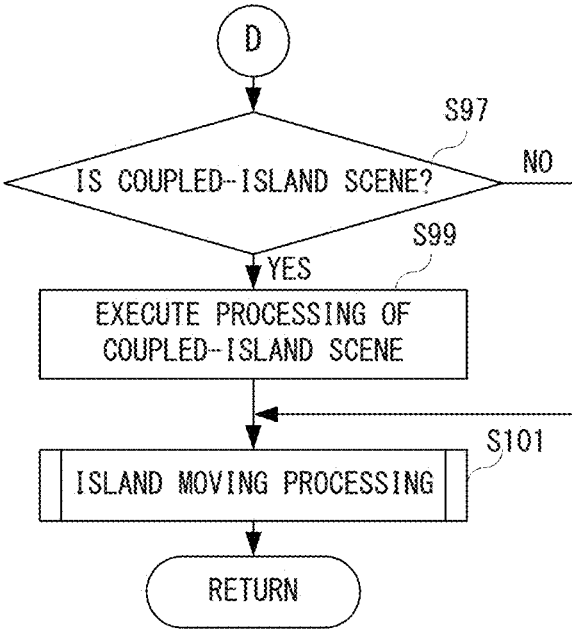 D
S97
IS COUPLED-ISLAND SCENE?
NO
S99
YES
EXECUTE PROCESSING OF
COUPLED-ISLAND SCENE
S101
ISLAND MOVING PROCESSING
RETURN